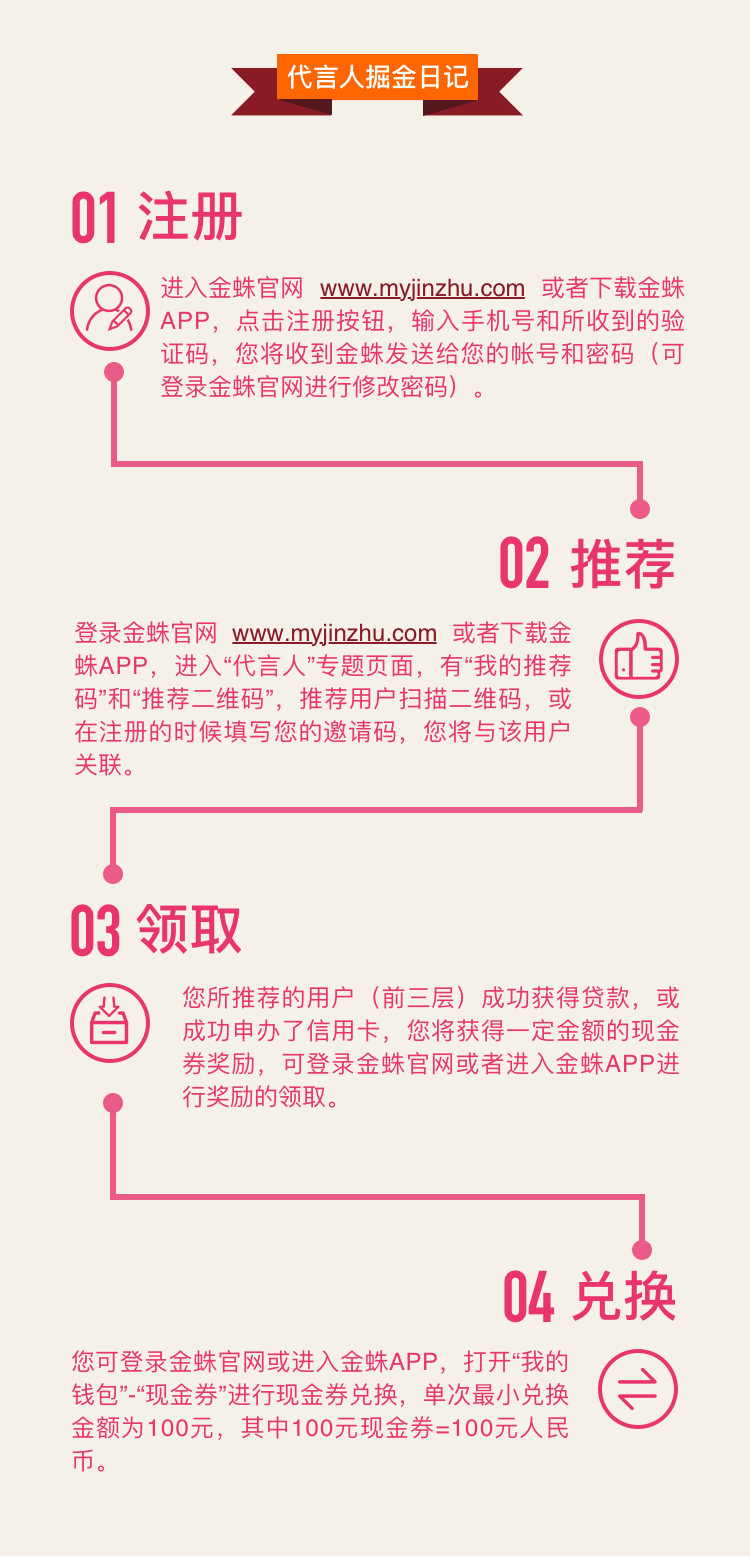 代言人掘金日记
01 注册
进入金蛛官网 www.myjinzhu.com 或者下载金蛛
APP，点击注册按钮，输入手机号和所收到的验
证码，您将收到金蛛发送给您的帐号和密码（可
登录金蛛官网进行修改密码）。
02 推荐
登录金蛛官网 www.myjinzhu.com 或者下载金
蛛APP，进入“代言人”专题页面，有“我的推荐
码”和“推荐二维码”，推荐用户扫描二维码，或
在注册的时候填写您的邀请码，您将与该用户
关联。
03 领取
您所推荐的用户（前三层）成功获得贷款，或
成功申办了信用卡，您将获得一定金额的现金
券奖励，可登录金蛛官网或者进入金蛛APP进
行奖励的领取。
04 兑换
您可登录金蛛官网或进入金蛛APP，打开“我的
钱包”-“现金券”进行现金券兑换，单次最小兑换
金额为100元，其中100元现金券=100元人民
币。